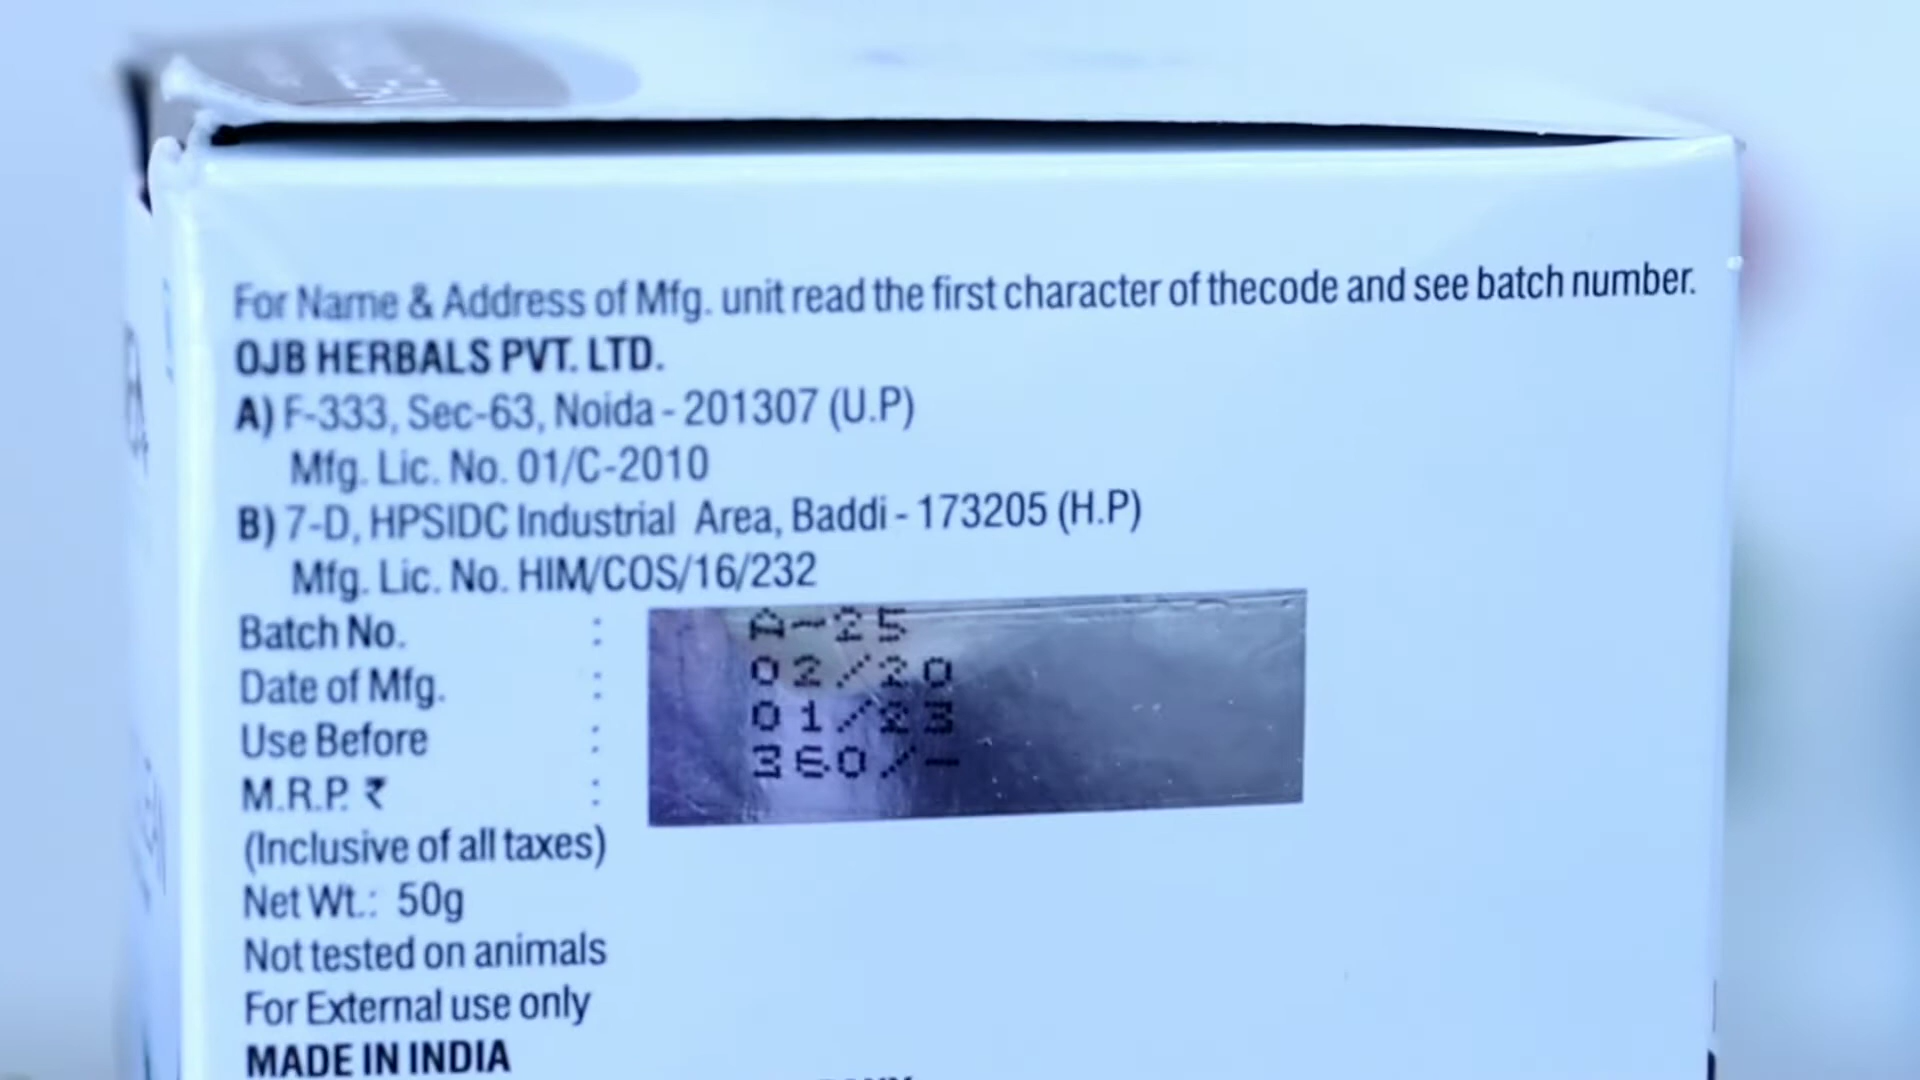 For Name & Address of Mfg. unit read the first character of thecode and see batch number.
OJB HERBALS PVT. LTD.
A) F-333, Sec-63, Noida - 201307 (U.P)
Mfg. Lic. No. 01/C-2010
B) 7-D, HPSIDC Industrial Area, Baddi - 173205 (H.P)
Mfg. Lic. No. HIM/COS/16/232
Batch No. : A-25
Date of Mfg. : 02/20
Use Before : 01/23
M.R.P. ₹ : 360/-
(Inclusive of all taxes)
Net Wt.: 50g
Not tested on animals
For External use only
MADE IN INDIA